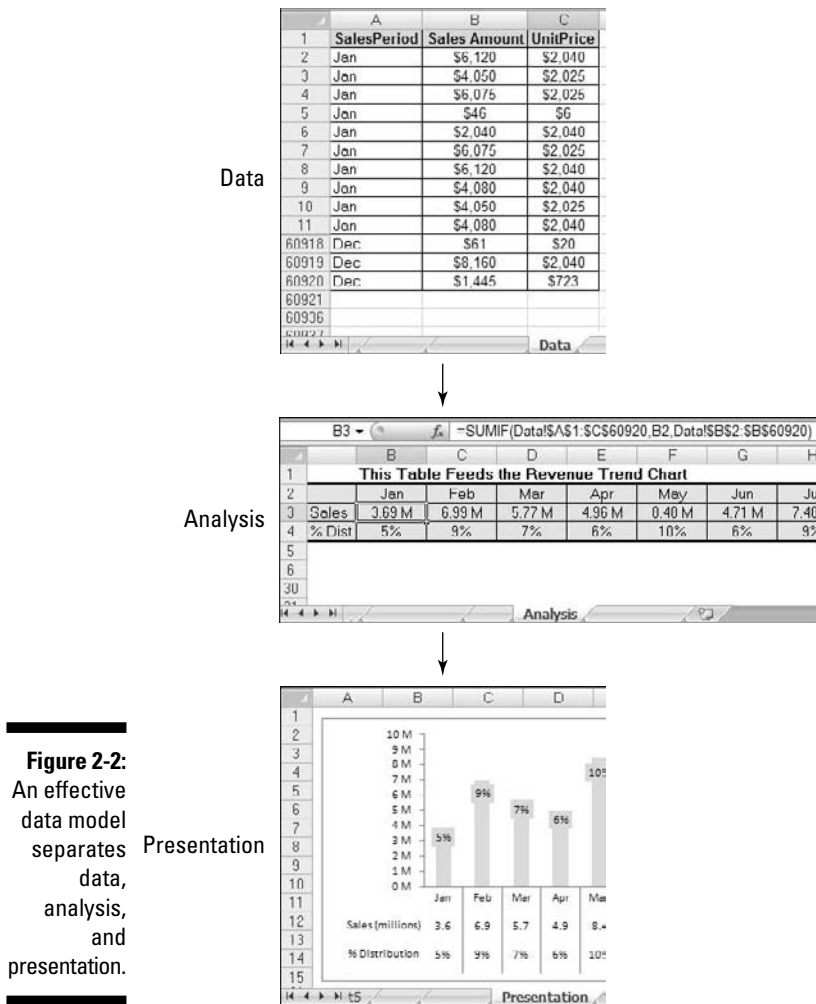 A B C
1 SalesPeriod Sales Amount UnitPrice
2 Jan $6,120 $2,040
3 Jan $4,050 $2,025
4 Jan $6,075 $2,025
5 Jan $46 $6
6 Jan $2,040 $2,040
7 Jan $6,075 $2,025
8 Jan $6,120 $2,040
9 Jan $4,080 $2,040
10 Jan $4,050 $2,025
11 Jan $4,080 $2,040
60918 Dec $61 $20
60919 Dec $8,160 $2,040
60920 Dec $1,445 $723
60921
60936
Data
Data
B3 fx =SUMIF(Data!$A$1:$C$60920,B2,Data!$B$2:$B$60920)
B C D E F G H
1 This Table Feeds the Revenue Trend Chart
2 Jan Feb Mar Apr May Jun
3 Sales 3.69 M 6.99 M 5.77 M 4.96 M 4.71 M 7.40
4 % Dist 5% 9% 7% 6% 10% 6% 9%
5
6
30
Analysis
Analysis
A B C D
1
2
3
4
5
6
7
8
9
10
11
12
13
14
15
10 M
9 M
8 M
7 M
6 M
5 M
4 M
3 M
2 M
1 M
0 M
5% 9% 7% 6% 10%
Jan Feb Mar Apr
Sales (millions) 3.6 6.9 5.7 4.9
% Distribution 5% 9% 7% 6% 10%
t5 Presentation
Presentation
Figure 2-2:
An effective
data model
separates
data,
analysis,
and
presentation.